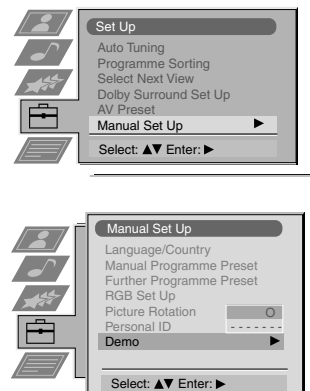 Set Up
Auto Tuning
Programme Sorting
Select Next View
Dolby Surround Set Up
AV Preset
Manual Set Up ▶
Select: ▲▼ Enter: ▶
Manual Set Up
Language/Country
Manual Programme Preset
Further Programme Preset
RGB Set Up
Picture Rotation O
Personal ID - - - - - - -
Demo ▶
Select: ▲▼ Enter: ▶